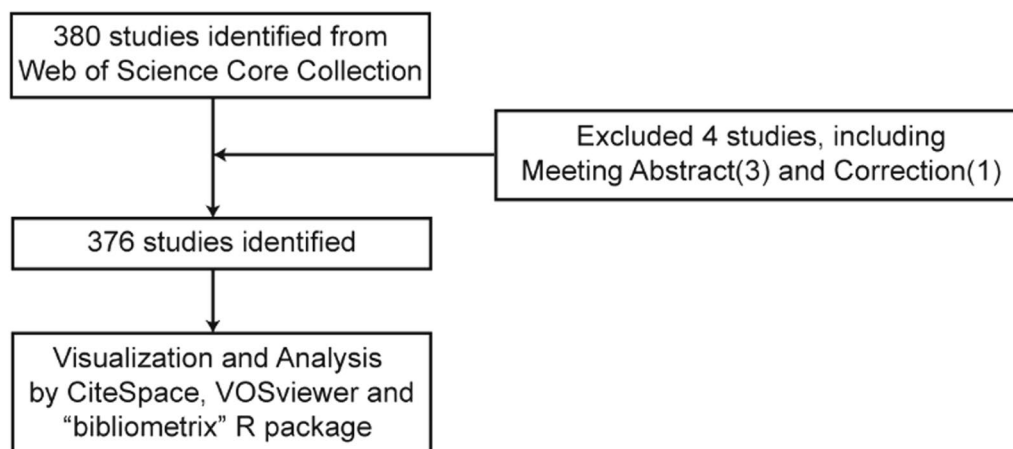 380 studies identified from
Web of Science Core Collection
Excluded 4 studies, including
Meeting Abstract(3) and Correction(1)
376 studies identified
Visualization and Analysis
by CiteSpace, VOSviewer and
“bibliometrix” R package